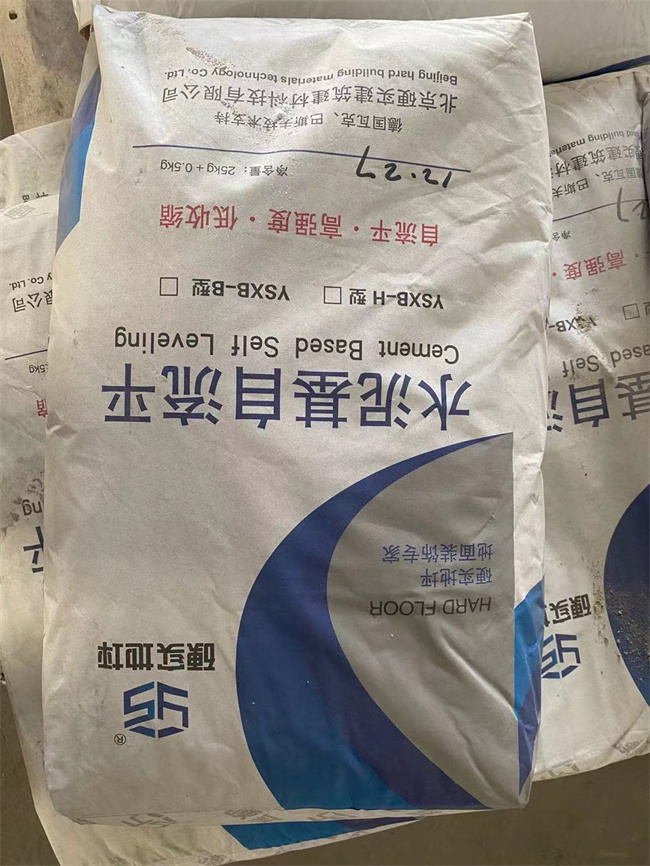 YS®
硬实地坪
HARD FLOOR
硬实地坪
地面装饰专家
水泥基自流平
Cement Based Self Leveling
YSXB-H型 □ YSXB-B型 □
自流平·高强度·低收缩
12.27
净含量：25kg + 0.5kg
德国瓦克、巴斯夫技术支持
北京硬实建筑建材科技有限公司
Beijing hard building materials technology Co. Ltd.